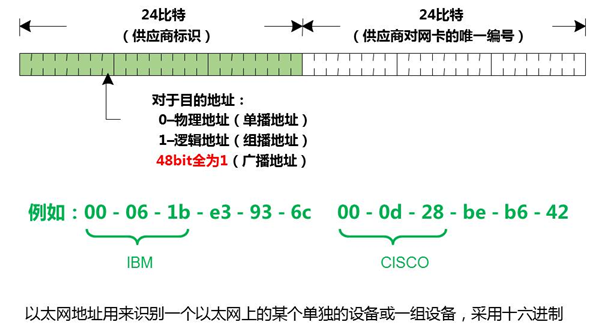 24比特 24比特
（供应商标识） （供应商对网卡的唯一编号）
对于目的地址：
0–物理地址（单播地址）
1–逻辑地址（组播地址）
48bit全为1（广播地址）
例如：00 - 06 - 1b - e3 - 93 - 6c 00 - 0d - 28 - be - b6 - 42
IBM CISCO
以太网地址用来识别一个以太网上的某个单独的设备或一组设备，采用十六进制